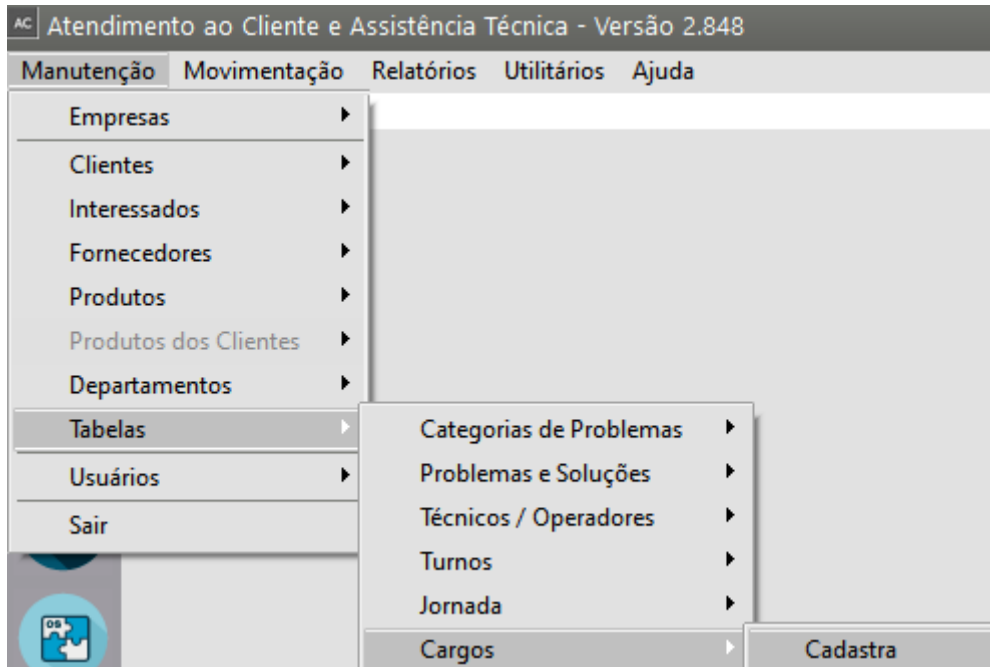 AC Atendimento ao Cliente e Assistência Técnica - Versão 2.848
Manutenção Movimentação Relatórios Utilitários Ajuda
Empresas
Clientes
Interessados
Fornecedores
Produtos
Produtos dos Clientes
Departamentos
Tabelas
Usuários
Sair
Categorias de Problemas
Problemas e Soluções
Técnicos / Operadores
Turnos
Jornada
Cargos
Cadastra
OS